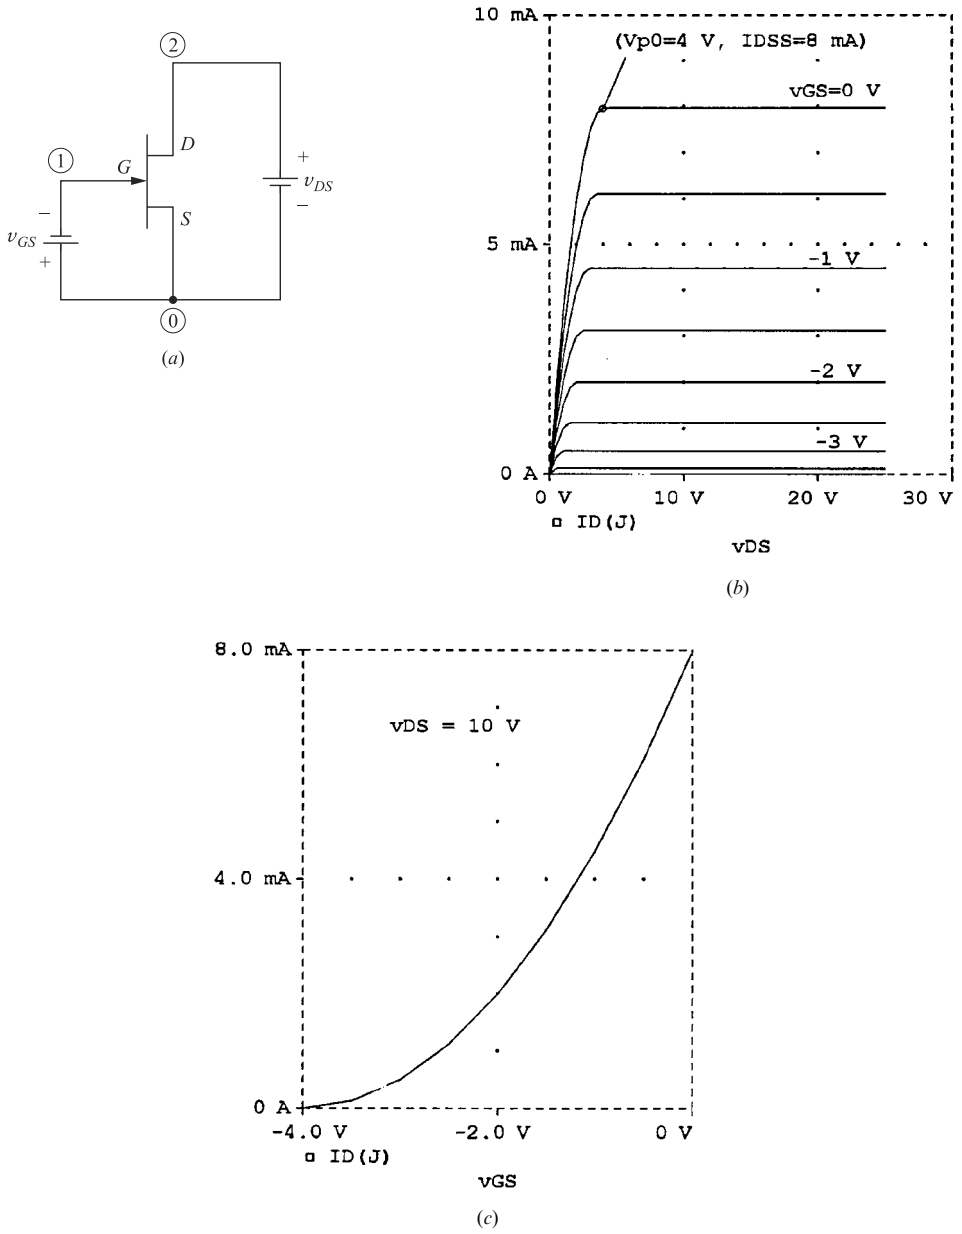 ②
①
G
D
S
−
v_GS
+
+
v_DS
−
⓪
(a)
10 mA
(Vp0=4 V, IDSS=8 mA)
vGS=0 V
5 mA
-1 V
-2 V
-3 V
0 A
0 V 10 V 20 V 30 V
▫ ID(J)
vDS
(b)
8.0 mA
vDS = 10 V
4.0 mA
0 A
-4.0 V -2.0 V 0 V
▫ ID(J)
vGS
(c)